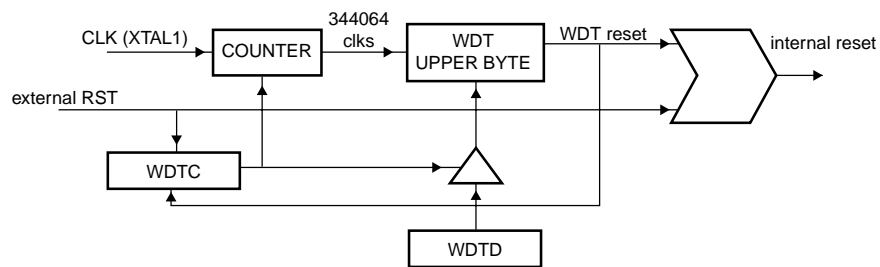 344064
clks
CLK (XTAL1)
COUNTER
WDT
UPPER BYTE
WDT reset
internal reset
external RST
WDTC
WDTD